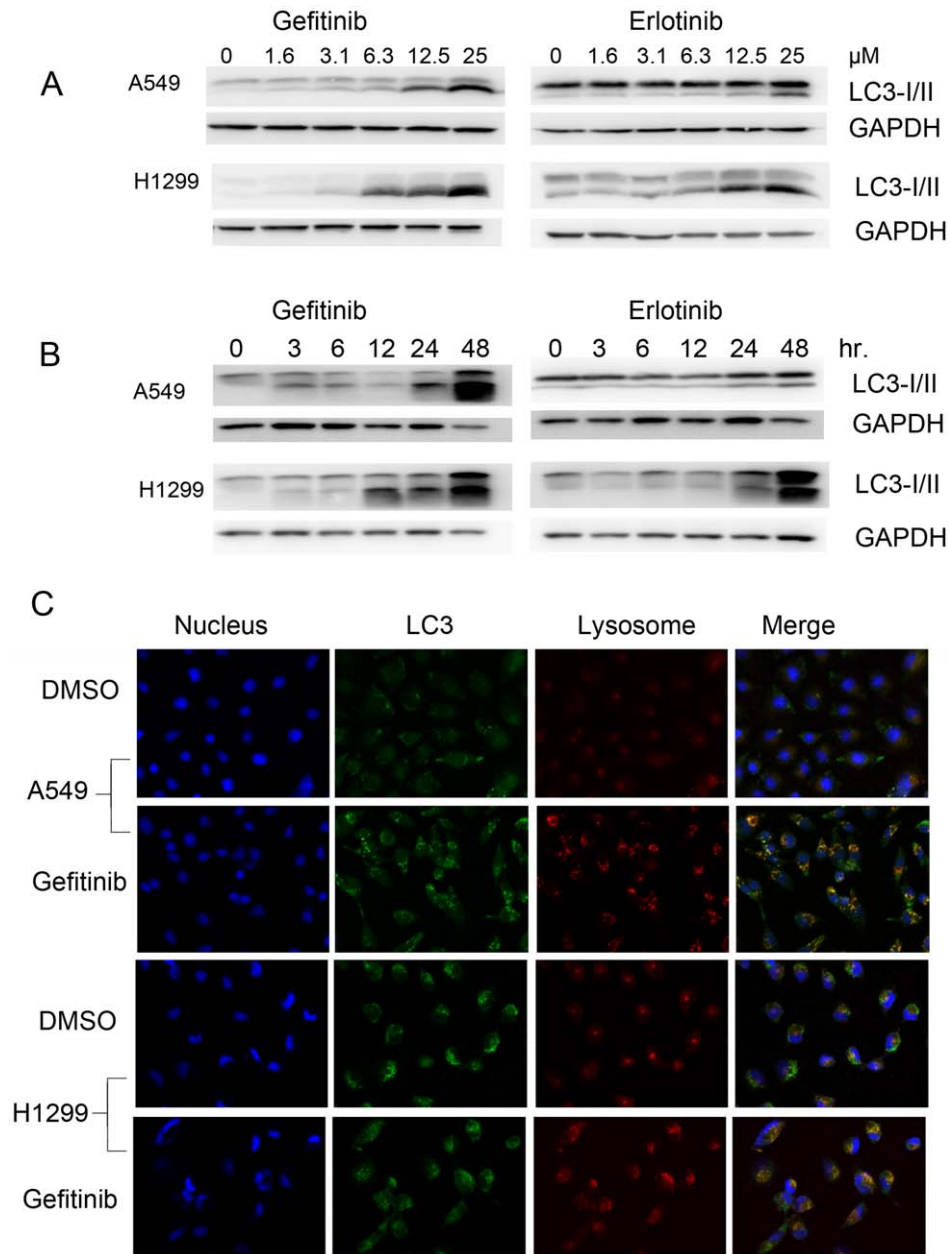 A
Gefitinib Erlotinib
0 1.6 3.1 6.3 12.5 25 0 1.6 3.1 6.3 12.5 25 µM
A549 LC3-I/II
GAPDH
H1299 LC3-I/II
GAPDH
B
Gefitinib Erlotinib
0 3 6 12 24 48 0 3 6 12 24 48 hr.
A549 LC3-I/II
GAPDH
H1299 LC3-I/II
GAPDH
C
Nucleus LC3 Lysosome Merge
DMSO
A549
Gefitinib
DMSO
H1299
Gefitinib